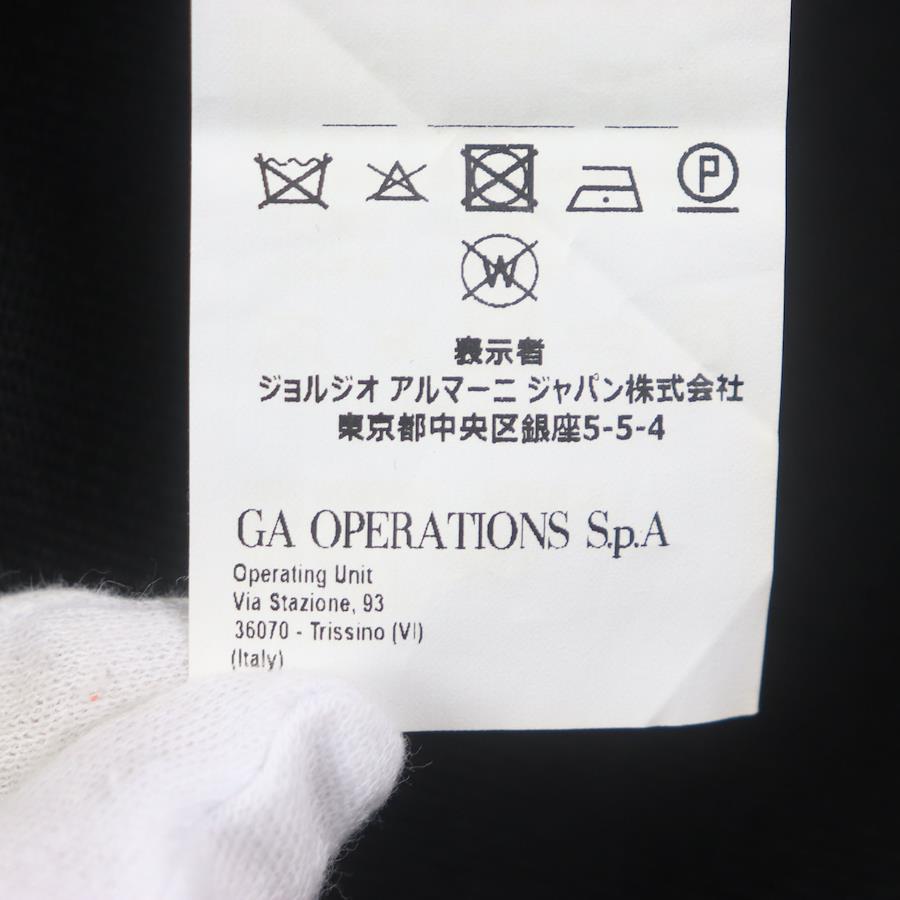 P
W
表示者
ジョルジオ アルマーニ ジャパン株式会社
東京都中央区銀座5-5-4
GA OPERATIONS S.p.A
Operating Unit
Via Stazione, 93
36070 - Trissino (VI)
(Italy)